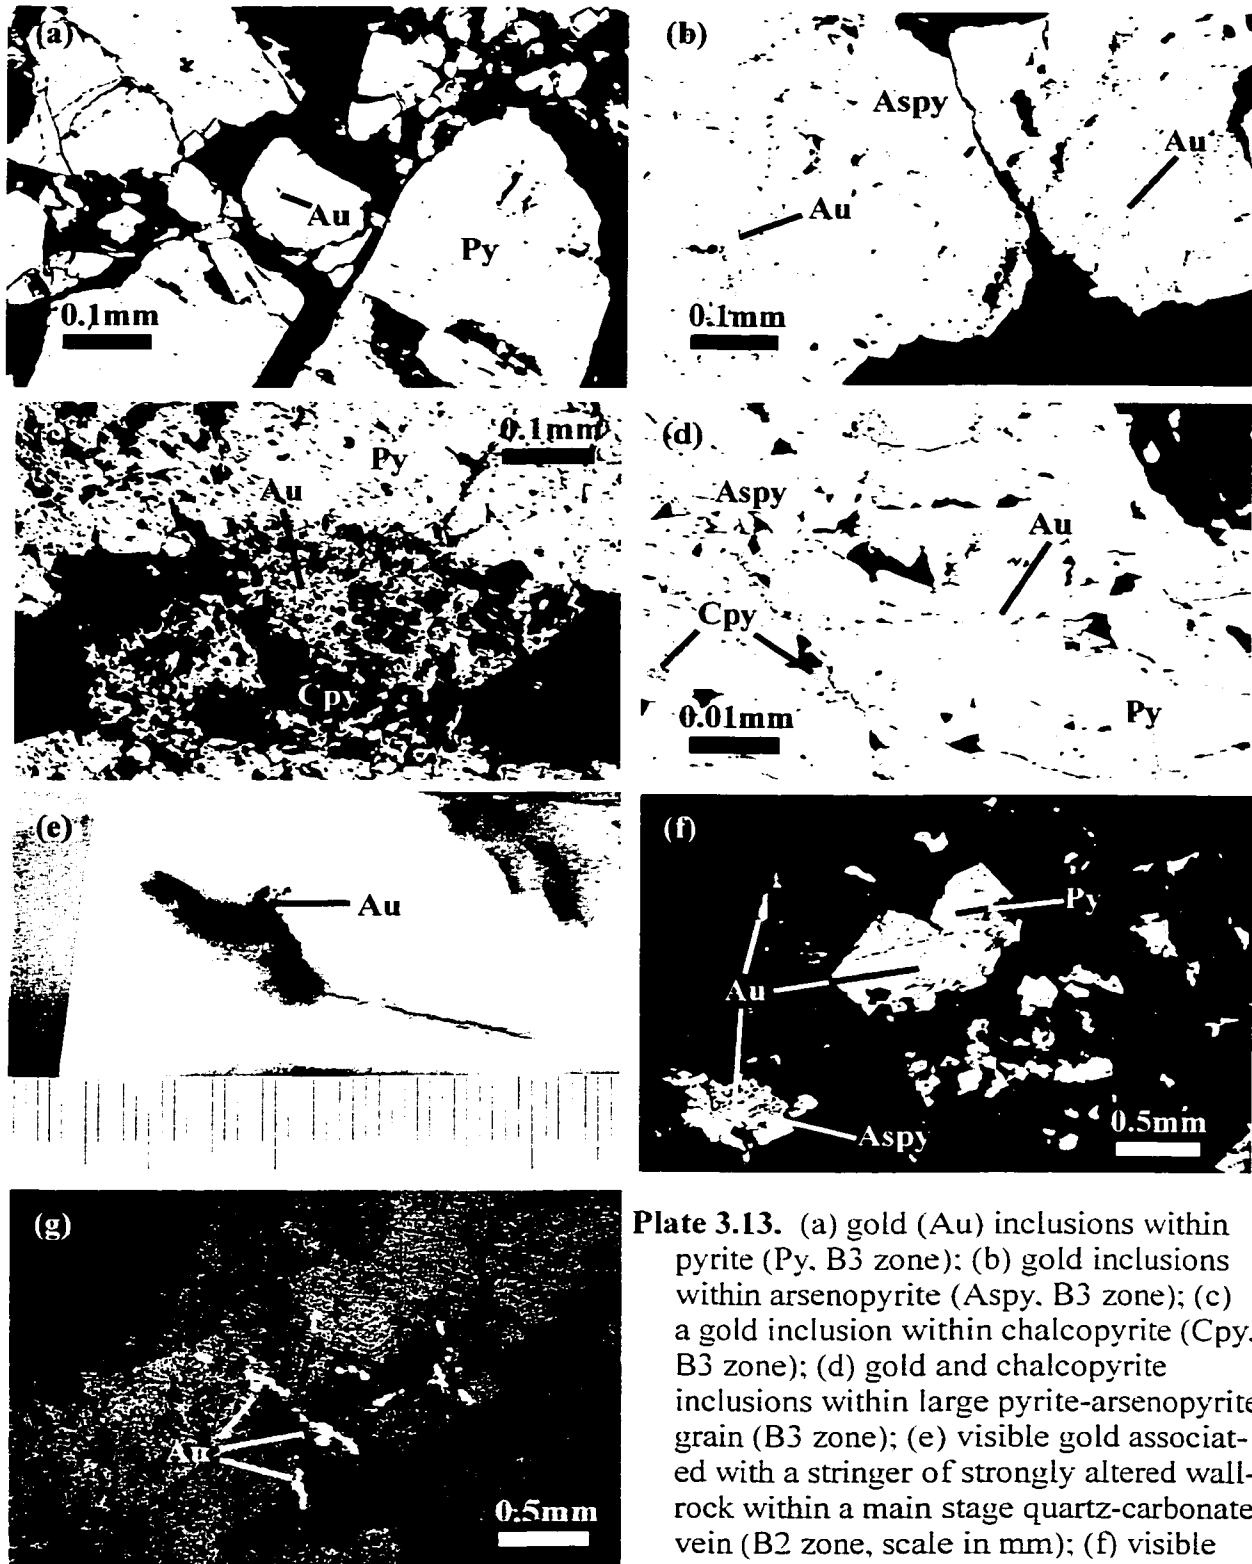 (a)
Au
Py
0.1mm
(b)
Aspy
Au
Au
0.1mm
(c)
0.1mm
Py
Au
Cpy
(d)
Aspy
Au
Cpy
0.01mm
Py
(e)
Au
(f)
Py
Au
Aspy
0.5mm
(g)
Au
0.5mm
Plate 3.13. (a) gold (Au) inclusions within
pyrite (Py. B3 zone); (b) gold inclusions
within arsenopyrite (Aspy. B3 zone); (c)
a gold inclusion within chalcopyrite (Cpy.
B3 zone); (d) gold and chalcopyrite
inclusions within large pyrite-arsenopyrite
grain (B3 zone); (e) visible gold associat-
ed with a stringer of strongly altered wall-
rock within a main stage quartz-carbonate
vein (B2 zone, scale in mm); (f) visible